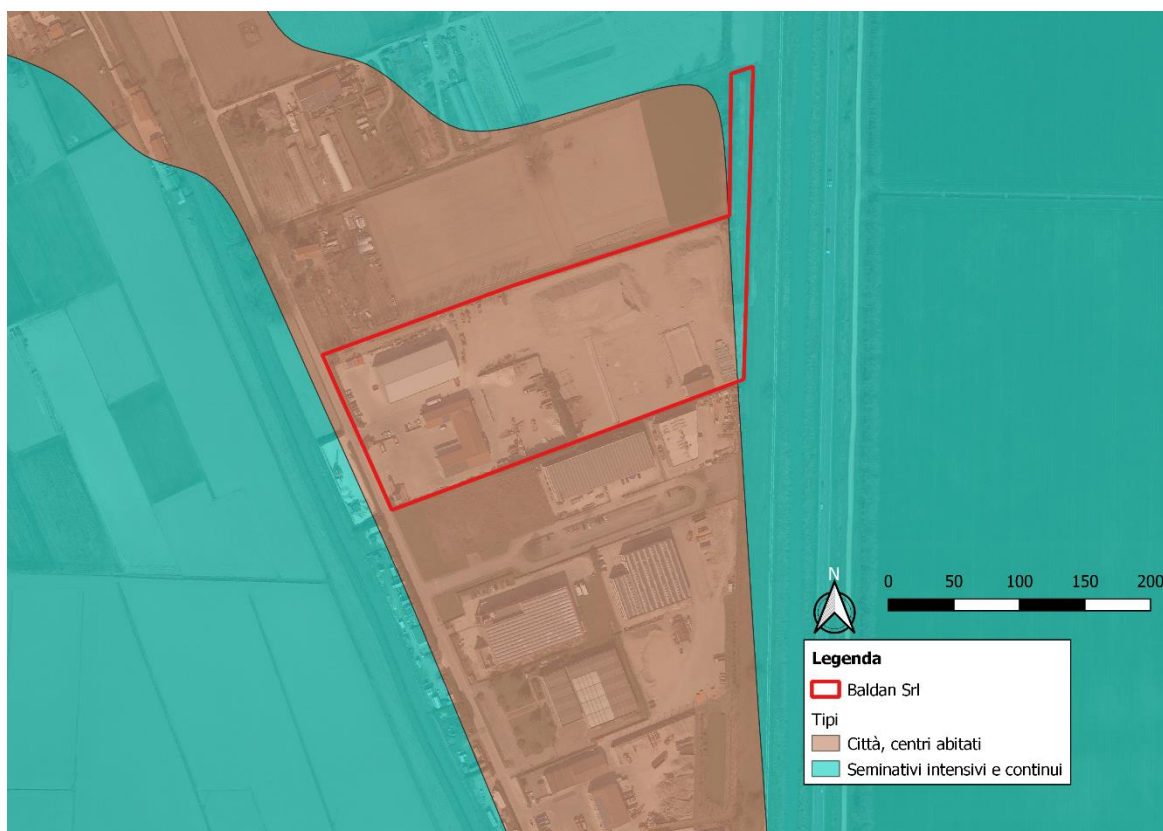 N
0 50 100 150 200
Legenda
Baldan Srl
Tipi
Città, centri abitati
Seminativi intensivi e continui